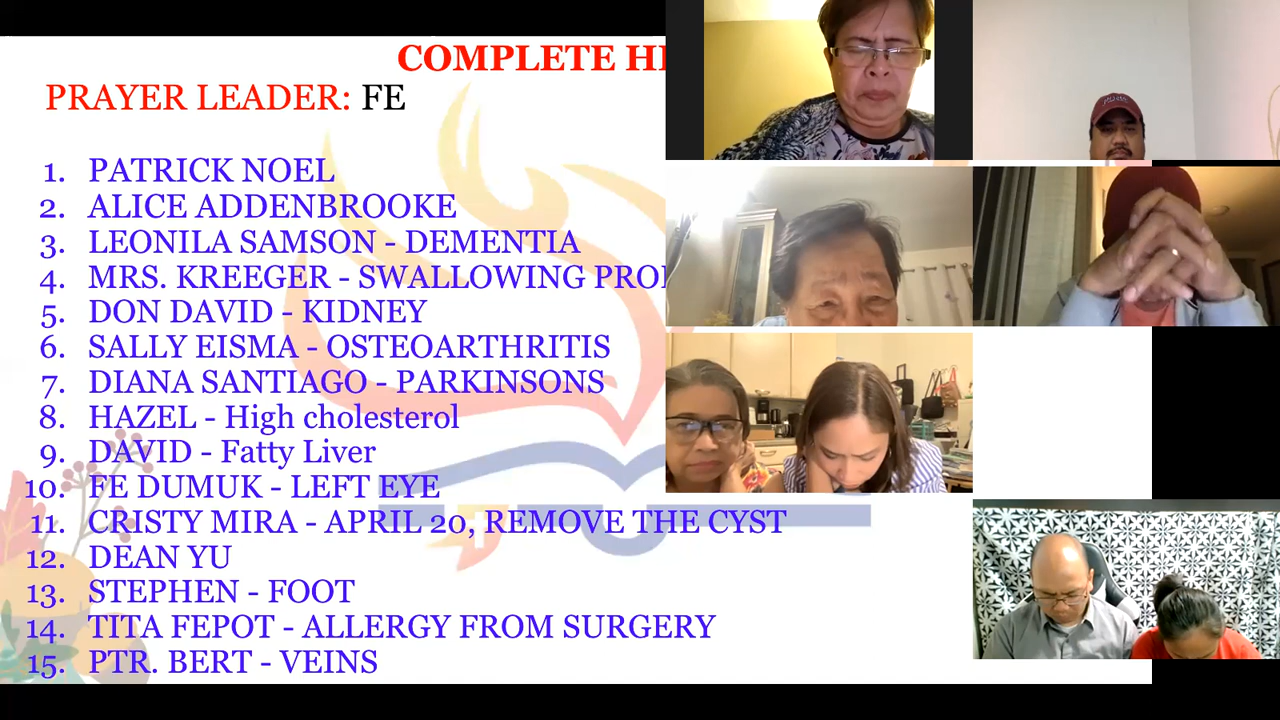 COMPLETE
PRAYER LEADER: FE
1. PATRICK NOEL
2. ALICE ADDENBROOKE
3. LEONILA SAMSON - DEMENTIA
4. MRS. KREEGER - SWALLOWING
5. DON DAVID - KIDNEY
6. SALLY EISMA - OSTEOARTHRITIS
7. DIANA SANTIAGO - PARKINSONS
8. HAZEL - High cholesterol
9. DAVID - Fatty Liver
10. FE DUMUK - LEFT EYE
11. CRISTY MIRA - APRIL 20, REMOVE THE CYST
12. DEAN YU
13. STEPHEN - FOOT
14. TITA FEPOT - ALLERGY FROM SURGERY
15. PTR. BERT - VEINS